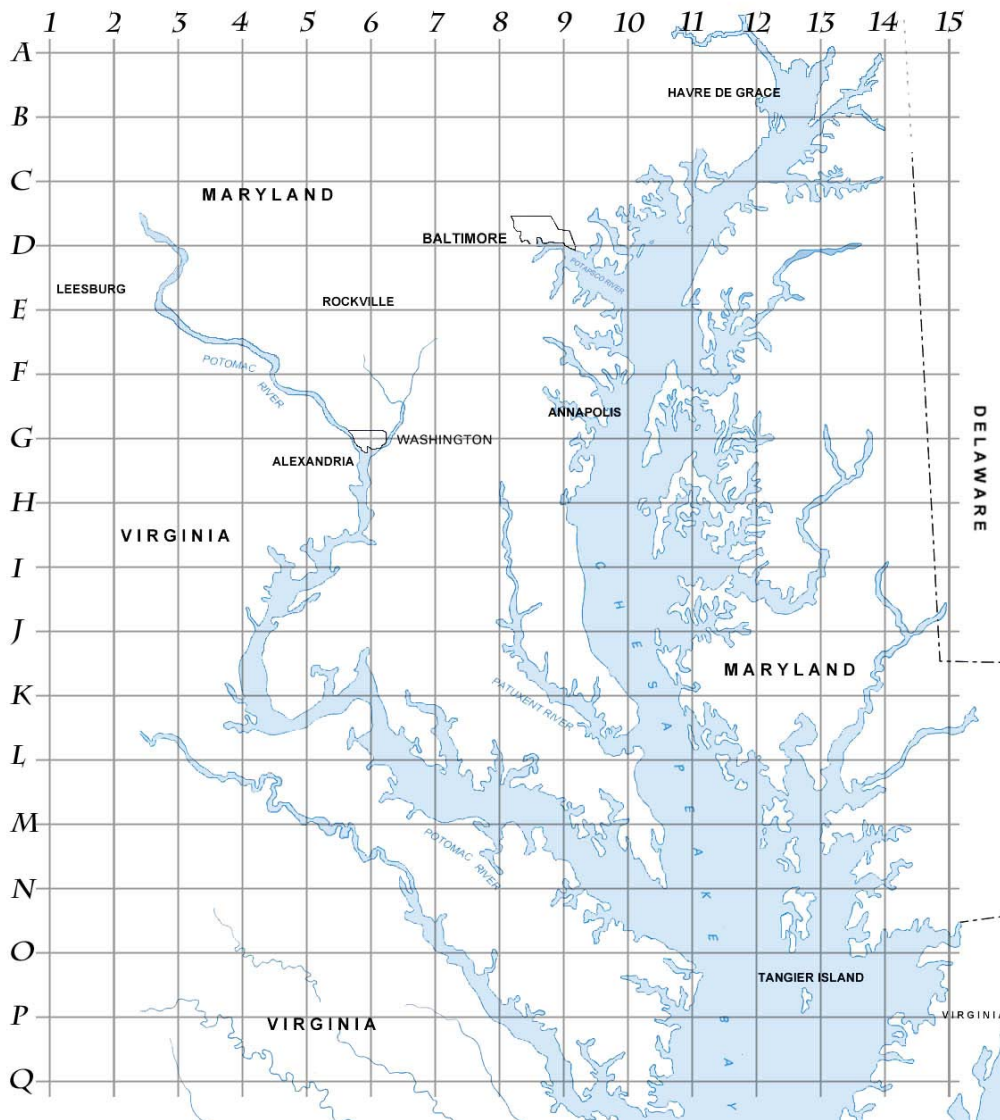 1 2 3 4 5 6 7 8 9 10 11 12 13 14 15
A
HAVRE DE GRACE
B
C
MARYLAND
BALTIMORE
D
POTAPSCO RIVER
LEESBURG
ROCKVILLE
E
POTOMAC RIVER
F
ANNAPOLIS
DELAWARE
G
WASHINGTON
ALEXANDRIA
H
VIRGINIA
I
CHESAPEAKE BAY
J
MARYLAND
K
PATUXENT RIVER
L
M
POTOMAC RIVER
N
O
TANGIER ISLAND
P
VIRGINIA
VIRGINIA
Q